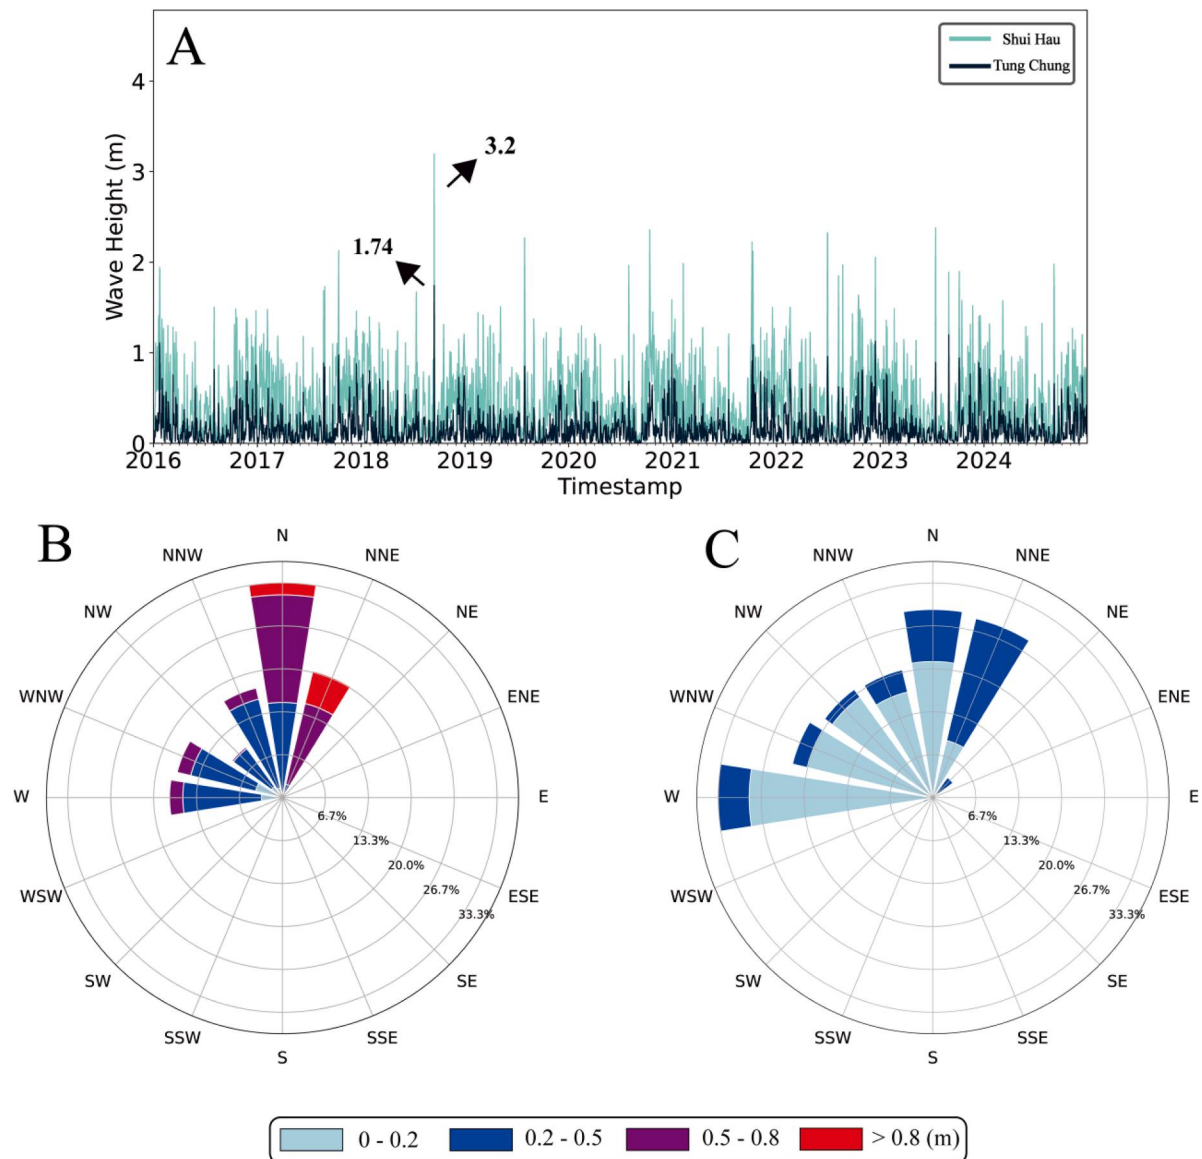 A
Shui Hau
Tung Chung
Wave Height (m)
4
3
2
1
0
3.2
1.74
2016 2017 2018 2019 2020 2021 2022 2023 2024
Timestamp
B
N
NNW NNE
NW NE
WNW ENE
W E
WSW ESE
SW SE
SSW SSE
S
6.7%
13.3%
20.0%
26.7%
33.3%
C
N
NNW NNE
NW NE
WNW ENE
W E
WSW ESE
SW SE
SSW SSE
S
6.7%
13.3%
20.0%
26.7%
33.3%
0 - 0.2 0.2 - 0.5 0.5 - 0.8 > 0.8 (m)